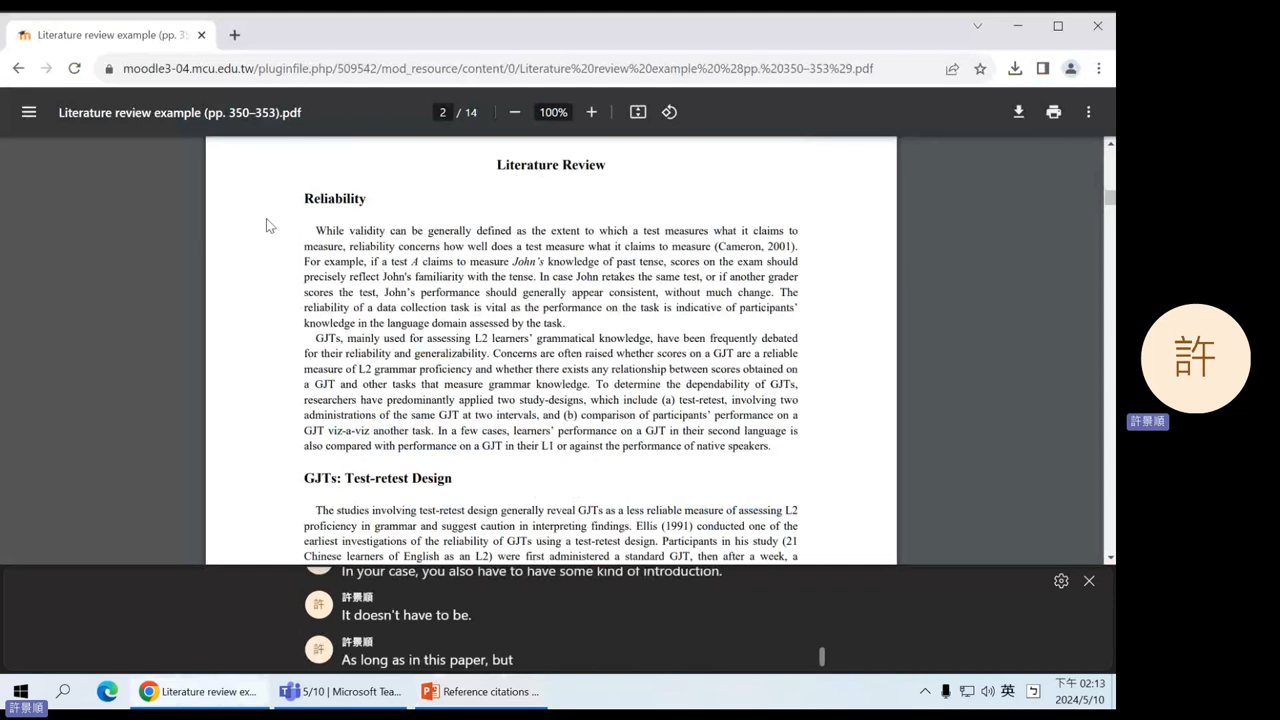 Literature review example (pp. 3
moodle3-04.mcu.edu.tw/pluginfile.php/509542/mod_resource/content/0/Literature%20review%20example%20%28pp.%20350–353%29.pdf
Literature review example (pp. 350–353).pdf
2 / 14
100%
Literature Review
Reliability
While validity can be generally defined as the extent to which a test measures what it claims to
measure, reliability concerns how well does a test measure what it claims to measure (Cameron, 2001).
For example, if a test A claims to measure John’s knowledge of past tense, scores on the exam should
precisely reflect John's familiarity with the tense. In case John retakes the same test, or if another grader
scores the test, John’s performance should generally appear consistent, without much change. The
reliability of a data collection task is vital as the performance on the task is indicative of participants’
knowledge in the language domain assessed by the task.
GJTs, mainly used for assessing L2 learners’ grammatical knowledge, have been frequently debated
for their reliability and generalizability. Concerns are often raised whether scores on a GJT are a reliable
measure of L2 grammar proficiency and whether there exists any relationship between scores obtained on
a GJT and other tasks that measure grammar knowledge. To determine the dependability of GJTs,
researchers have predominantly applied two study-designs, which include (a) test-retest, involving two
administrations of the same GJT at two intervals, and (b) comparison of participants’ performance on a
GJT viz-a-viz another task. In a few cases, learners’ performance on a GJT in their second language is
also compared with performance on a GJT in their L1 or against the performance of native speakers.
GJTs: Test-retest Design
The studies involving test-retest design generally reveal GJTs as a less reliable measure of assessing L2
proficiency in grammar and suggest caution in interpreting findings. Ellis (1991) conducted one of the
earliest investigations of the reliability of GJTs using a test-retest design. Participants in his study (21
Chinese learners of English as an L2) were first administered a standard GJT, then after a week, a
In your case, you also have to have some kind of introduction.
許
許景順
It doesn't have to be.
許
許景順
As long as in this paper, but
許
許景順
Literature review ex...
5/10 | Microsoft Tea...
Reference citations ...
英
下午 02:13
2024/5/10
許景順